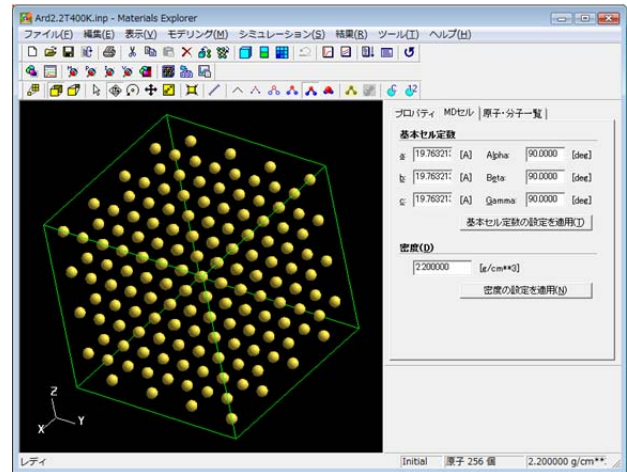 Ard2.2T400K.inp - Materials Explorer
ファイル(F) 編集(E) 表示(V) モデリング(M) シミュレーション(S) 結果(R) ツール(T) ヘルプ(H)
プロパティ MDセル 原子・分子一覧
基本セル定数
a: 19.76321: [A] Alpha: 90.0000 [dee]
b: 19.76321: [A] Beta: 90.0000 [dee]
c: 19.76321: [A] Gamma: 90.0000 [dee]
基本セル定数の設定を適用(T)
密度(D)
2.200000 [g/cm**3]
密度の設定を適用(N)
Z
X Y
レディ Initial 原子 256 個 2.200000 g/cm**: